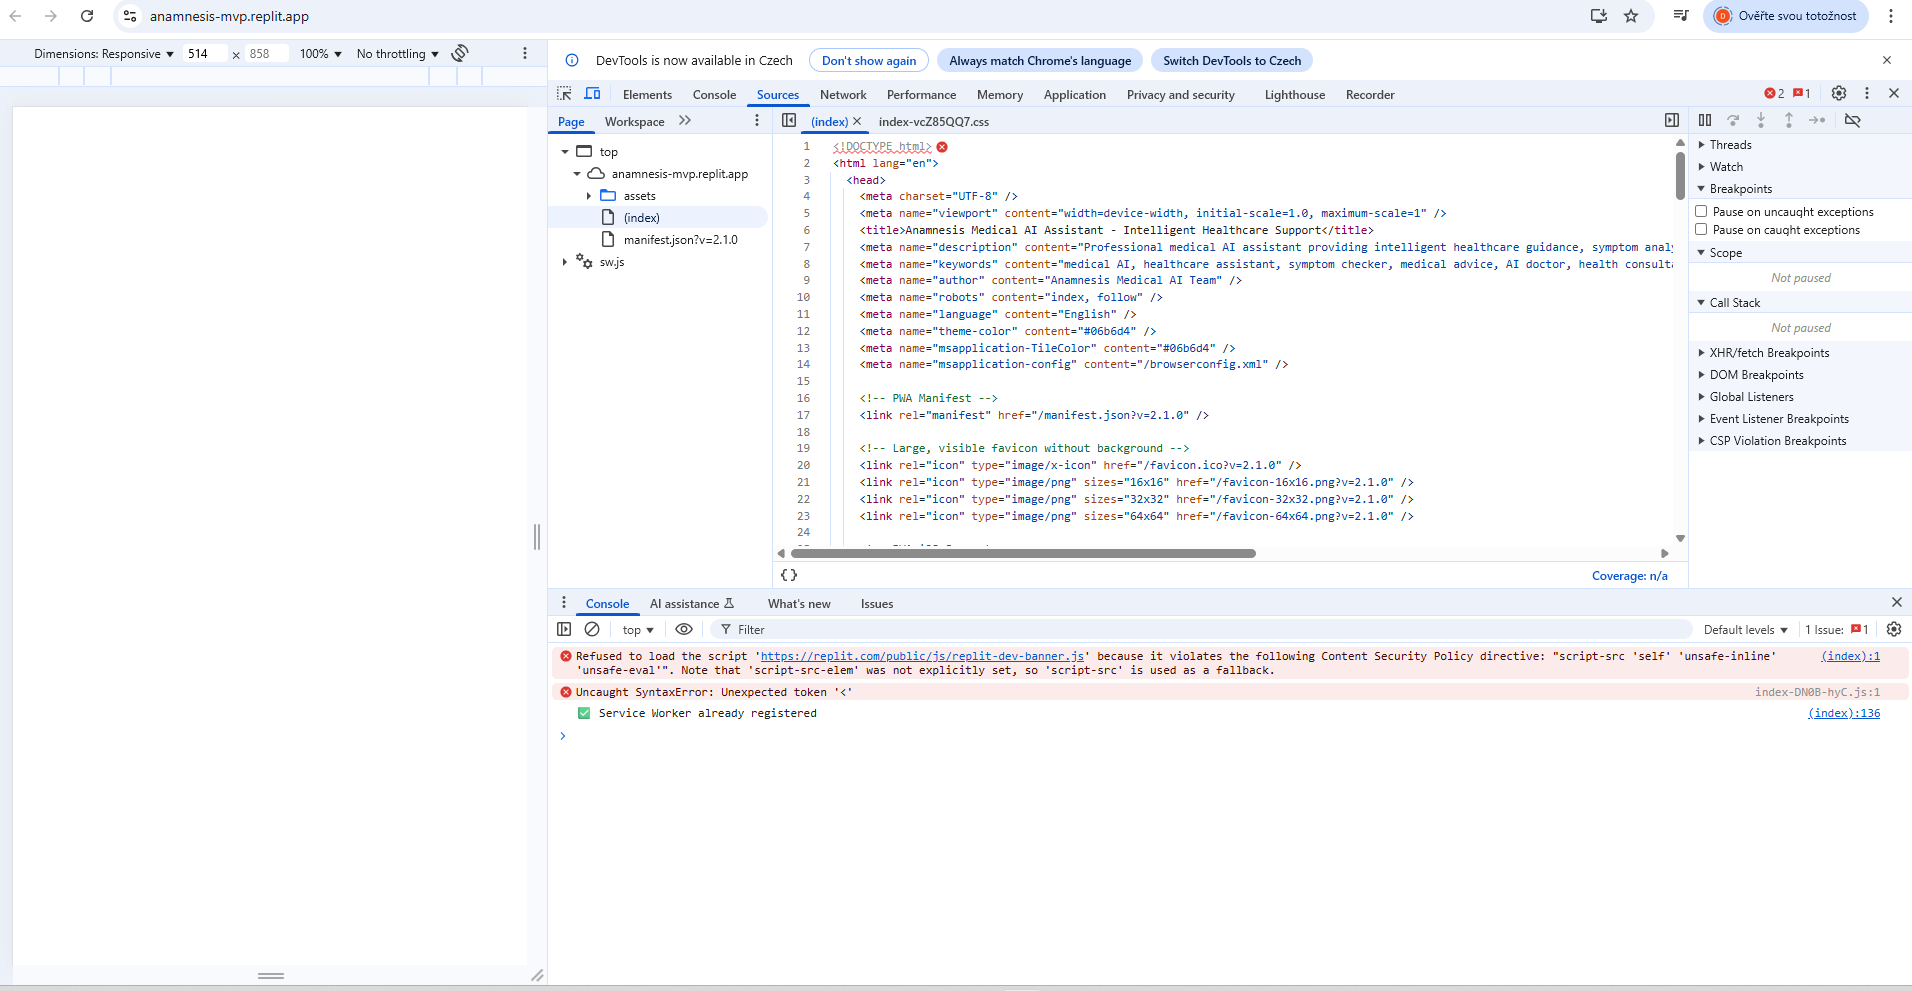 anamnesis-mvp.replit.app
Ověřte svou totožnost
Dimensions: Responsive 514 × 858 100% No throttling
DevTools is now available in Czech Don't show again Always match Chrome's language Switch DevTools to Czech
Elements Console Sources Network Performance Memory Application Privacy and security Lighthouse Recorder 2 1
Page Workspace
(index) index-vcZ85QQ7.css
top
anamnesis-mvp.replit.app
assets
(index)
manifest.json?v=2.1.0
sw.js
1 <!DOCTYPE html>
2 <html lang="en">
3 <head>
4 <meta charset="UTF-8" />
5 <meta name="viewport" content="width=device-width, initial-scale=1.0, maximum-scale=1" />
6 <title>Anamnesis Medical AI Assistant - Intelligent Healthcare Support</title>
7 <meta name="description" content="Professional medical AI assistant providing intelligent healthcare guidance, symptom analy
8 <meta name="keywords" content="medical AI, healthcare assistant, symptom checker, medical advice, AI doctor, health consulta
9 <meta name="author" content="Anamnesis Medical AI Team" />
10 <meta name="robots" content="index, follow" />
11 <meta name="language" content="English" />
12 <meta name="theme-color" content="#06b6d4" />
13 <meta name="msapplication-TileColor" content="#06b6d4" />
14 <meta name="msapplication-config" content="/browserconfig.xml" />
15
16 <!-- PWA Manifest -->
17 <link rel="manifest" href="/manifest.json?v=2.1.0" />
18
19 <!-- Large, visible favicon without background -->
20 <link rel="icon" type="image/x-icon" href="/favicon.ico?v=2.1.0" />
21 <link rel="icon" type="image/png" sizes="16x16" href="/favicon-16x16.png?v=2.1.0" />
22 <link rel="icon" type="image/png" sizes="32x32" href="/favicon-32x32.png?v=2.1.0" />
23 <link rel="icon" type="image/png" sizes="64x64" href="/favicon-64x64.png?v=2.1.0" />
24
{} Coverage: n/a
Threads
Watch
Breakpoints
Pause on uncaught exceptions
Pause on caught exceptions
Scope
Not paused
Call Stack
Not paused
XHR/fetch Breakpoints
DOM Breakpoints
Global Listeners
Event Listener Breakpoints
CSP Violation Breakpoints
Console AI assistance What's new Issues
top Filter Default levels 1 Issue: 1
Refused to load the script 'https://replit.com/public/js/replit-dev-banner.js' because it violates the following Content Security Policy directive: "script-src 'self' 'unsafe-inline' (index):1
'unsafe-eval'". Note that 'script-src-elem' was not explicitly set, so 'script-src' is used as a fallback.
Uncaught SyntaxError: Unexpected token '<' index-DN0B-hyC.js:1
✅ Service Worker already registered (index):136
>